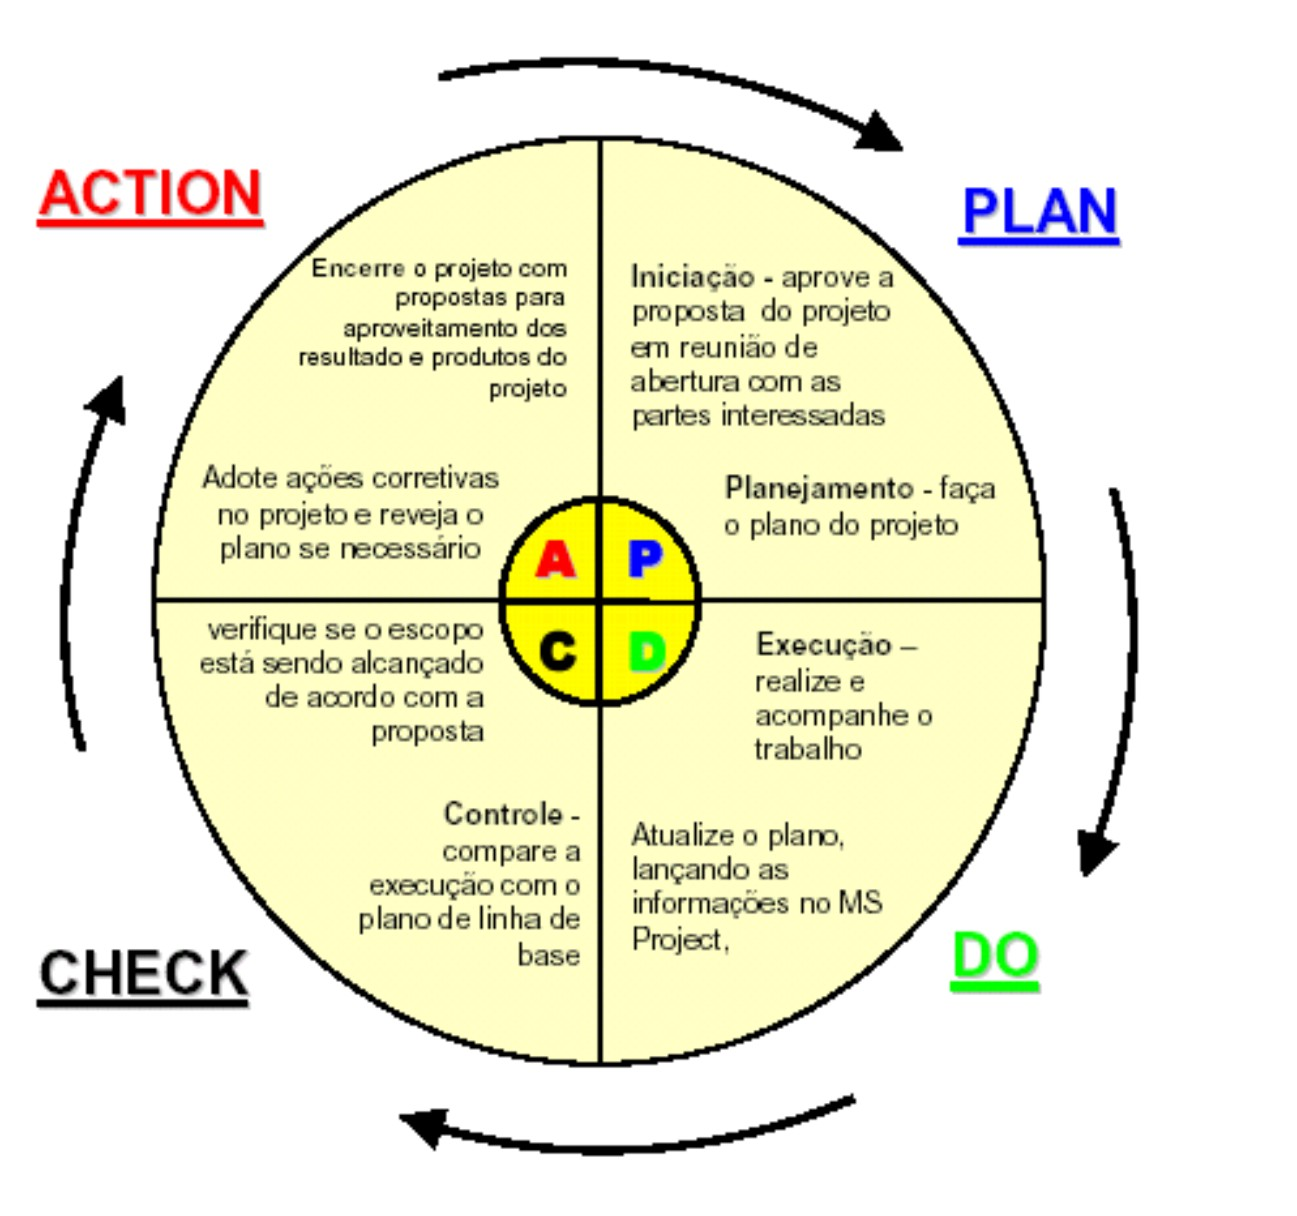 ACTION
PLAN
Encerre o projeto com
propostas para
aproveitamento dos
resultado e produtos do
projeto
Iniciação - aprove a
proposta do projeto
em reunião de
abertura com as
partes interessadas
Adote ações corretivas
no projeto e reveja o
plano se necessário
Planejamento - faça
o plano do projeto
A P
C D
verifique se o escopo
está sendo alcançado
de acordo com a
proposta
Execução –
realize e
acompanhe o
trabalho
Controle -
compare a
execução com o
plano de linha de
base
Atualize o plano,
lançando as
informações no MS
Project,
CHECK
DO